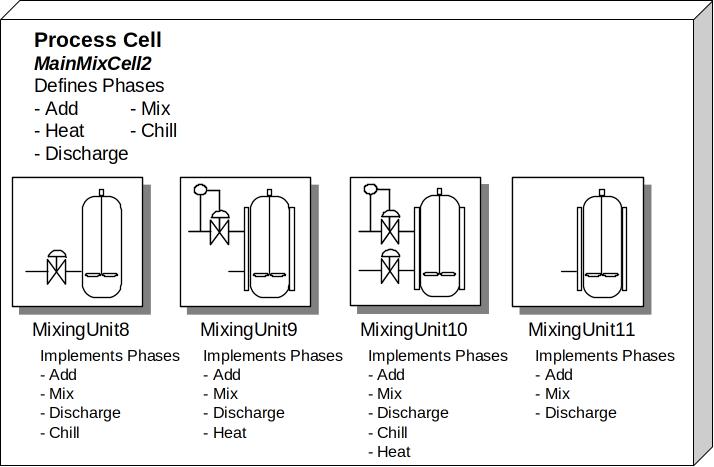 Process Cell
MainMixCell2
Defines Phases
- Add - Mix
- Heat - Chill
- Discharge
MixingUnit8
Implements Phases
- Add
- Mix
- Discharge
- Chill
MixingUnit9
Implements Phases
- Add
- Mix
- Discharge
- Heat
MixingUnit10
Implements Phases
- Add
- Mix
- Discharge
- Chill
- Heat
MixingUnit11
Implements Phases
- Add
- Mix
- Discharge